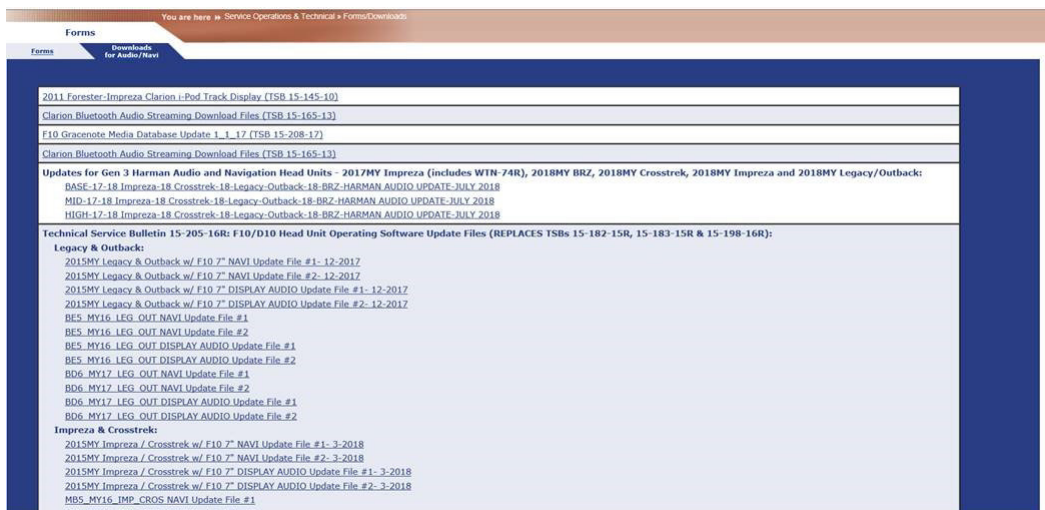 You are here » Service Operations & Technical » Forms/Downloads
Forms
Forms
Downloads
for Audio/Navi
2011 Forester-Impreza Clarion i-Pod Track Display (TSB 15-145-10)
Clarion Bluetooth Audio Streaming Download Files (TSB 15-165-13)
F10 Gracenote Media Database Update 1_1_17 (TSB 15-208-17)
Clarion Bluetooth Audio Streaming Download Files (TSB 15-165-13)
Updates for Gen 3 Harman Audio and Navigation Head Units - 2017MY Impreza (includes WTN-74R), 2018MY BRZ, 2018MY Crosstrek, 2018MY Impreza and 2018MY Legacy/Outback:
BASE-17-18 Impreza-18 Crosstrek-18-Legacy-Outback-18-BRZ-HARMAN AUDIO UPDATE-JULY 2018
MID-17-18 Impreza-18 Crosstrek-18-Legacy-Outback-18-BRZ-HARMAN AUDIO UPDATE-JULY 2018
HIGH-17-18 Impreza-18 Crosstrek-18-Legacy-Outback-18-BRZ-HARMAN AUDIO UPDATE-JULY 2018
Technical Service Bulletin 15-205-16R: F10/D10 Head Unit Operating Software Update Files (REPLACES TSBs 15-182-15R, 15-183-15R & 15-198-16R):
Legacy & Outback:
2015MY Legacy & Outback w/ F10 7" NAVI Update File #1- 12-2017
2015MY Legacy & Outback w/ F10 7" NAVI Update File #2- 12-2017
2015MY Legacy & Outback w/ F10 7" DISPLAY AUDIO Update File #1- 12-2017
2015MY Legacy & Outback w/ F10 7" DISPLAY AUDIO Update File #2- 12-2017
BE5_MY16_LEG_OUT NAVI Update File #1
BE5_MY16_LEG_OUT NAVI Update File #2
BE5_MY16_LEG_OUT DISPLAY AUDIO Update File #1
BE5_MY16_LEG_OUT DISPLAY AUDIO Update File #2
BD6_MY17_LEG_OUT NAVI Update File #1
BD6_MY17_LEG_OUT NAVI Update File #2
BD6_MY17_LEG_OUT DISPLAY AUDIO Update File #1
BD6_MY17_LEG_OUT DISPLAY AUDIO Update File #2
Impreza & Crosstrek:
2015MY Impreza / Crosstrek w/ F10 7" NAVI Update File #1- 3-2018
2015MY Impreza / Crosstrek w/ F10 7" NAVI Update File #2- 3-2018
2015MY Impreza / Crosstrek w/ F10 7" DISPLAY AUDIO Update File #1- 3-2018
2015MY Impreza / Crosstrek w/ F10 7" DISPLAY AUDIO Update File #2- 3-2018
MB5_MY16_IMP_CROS NAVI Update File #1